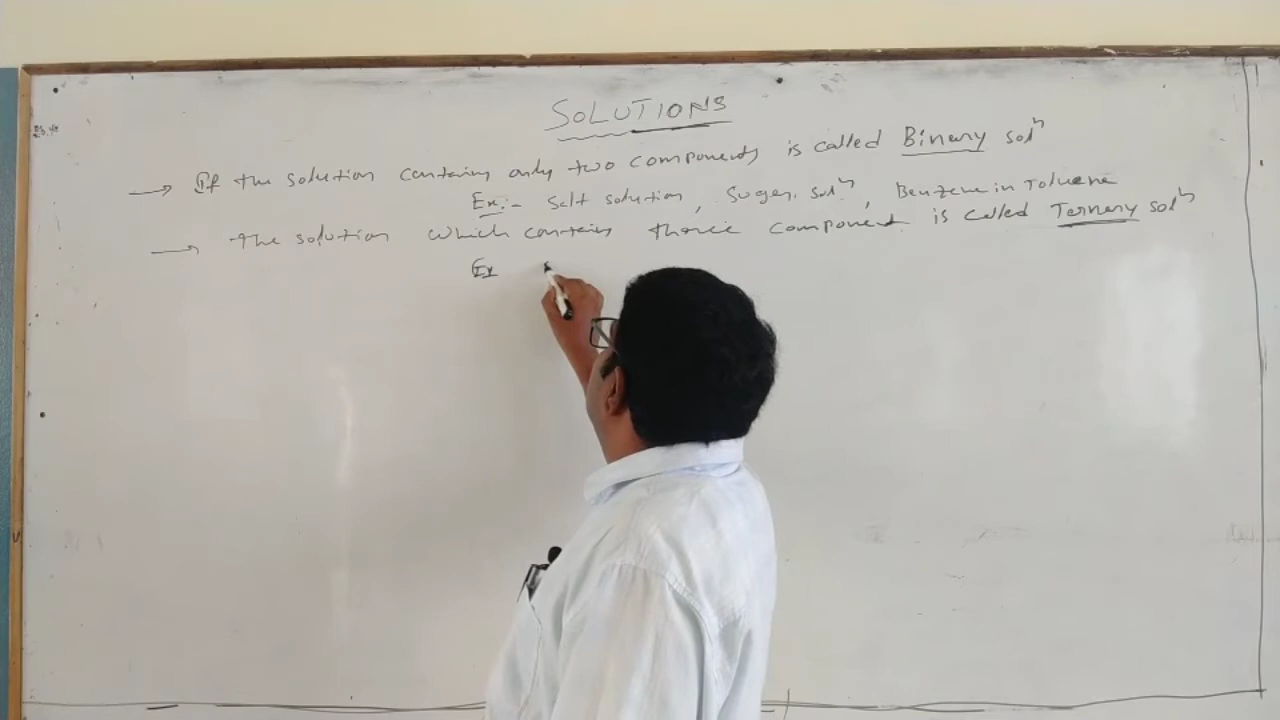 SOLUTIONS
→ If the solution contains only two components is called Binary solⁿ
Ex:- Salt solution, Sugar solⁿ, Benzene in Toluene
→ The solution which contains three component is called Ternary solⁿ
Ex